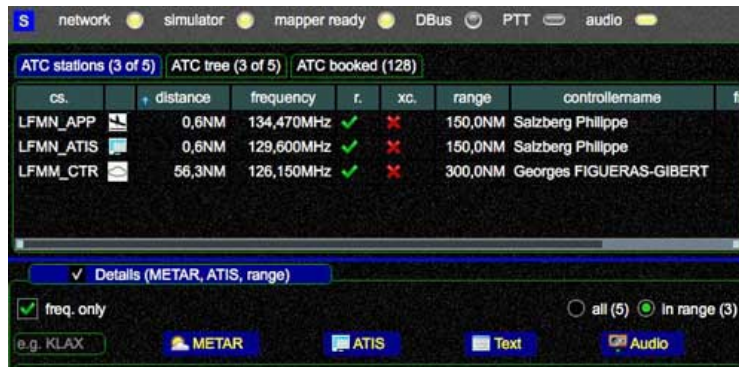 S network simulator mapper ready DBus PTT audio
ATC stations (3 of 5) ATC tree (3 of 5) ATC booked (128)
cs. distance frequency r. xc. range controllername
LFMN_APP 0,6NM 134,470MHz 150,0NM Salzberg Philippe
LFMN_ATIS 0,6NM 129,600MHz 150,0NM Salzberg Philippe
LFMM_CTR 56,3NM 126,150MHz 300,0NM Georges FIGUERAS-GIBERT
Details (METAR, ATIS, range)
freq. only all (5) in range (3)
e.g. KLAX METAR ATIS Text Audio